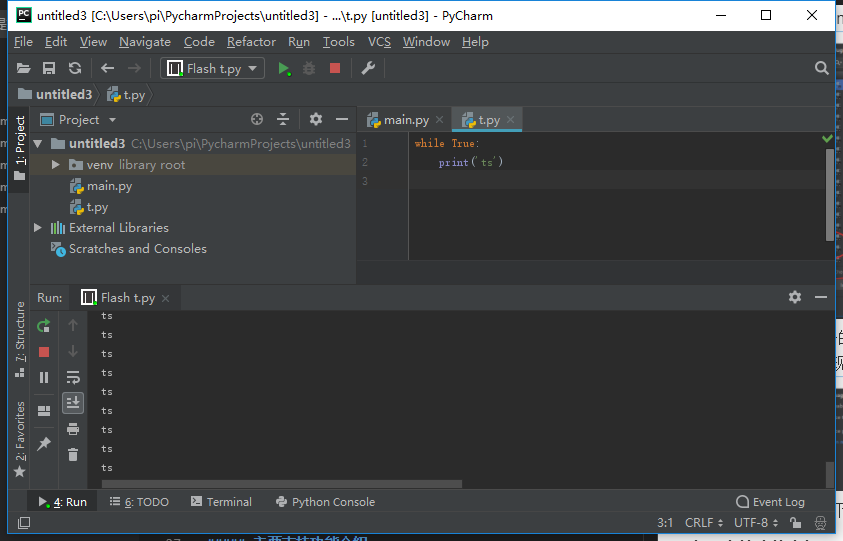 untitled3 [C:\Users\pi\PycharmProjects\untitled3] - ...\t.py [untitled3] - PyCharm
File Edit View Navigate Code Refactor Run Tools VCS Window Help
Flash t.py
untitled3 t.py
1: Project
Project
untitled3 C:\Users\pi\PycharmProjects\untitled3
venv library root
main.py
t.py
External Libraries
Scratches and Consoles
main.py t.py
1 while True:
2 print('ts')
3
7: Structure
2: Favorites
Run: Flash t.py
ts
ts
ts
ts
ts
ts
ts
ts
ts
4: Run 6: TODO Terminal Python Console Event Log
3:1 CRLF UTF-8